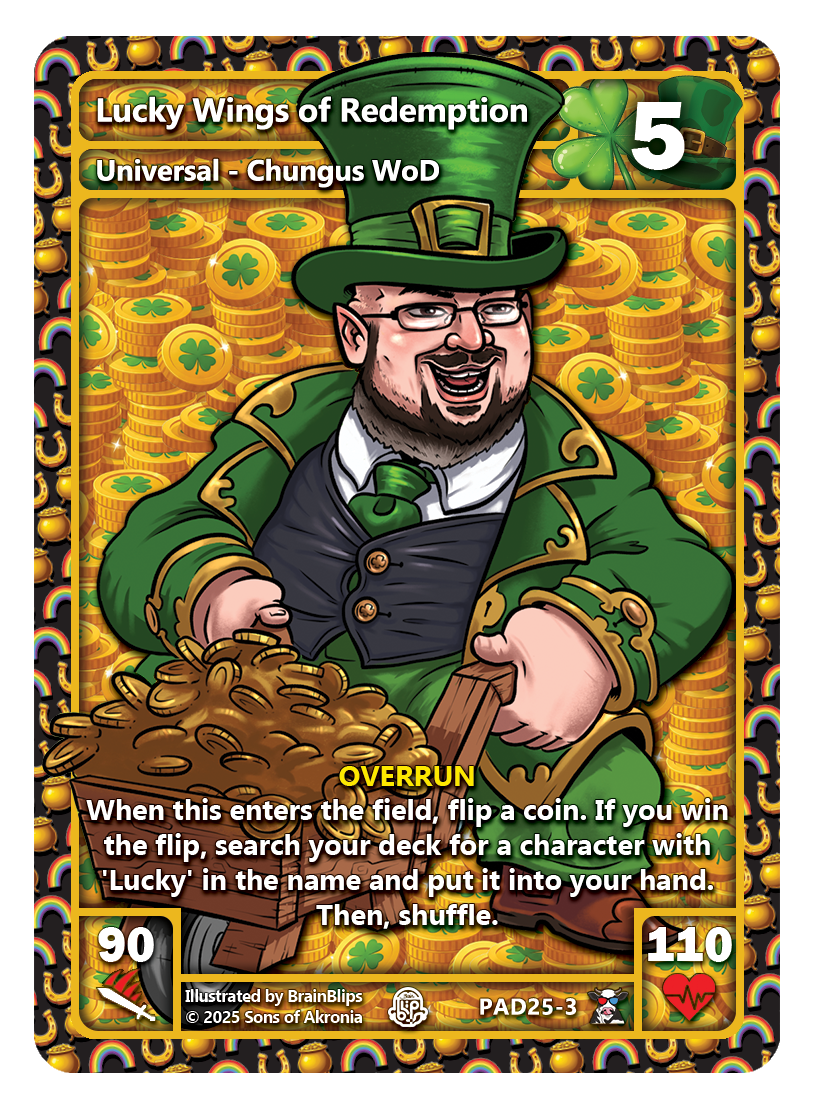 Lucky Wings of Redemption
5
Universal - Chungus WoD
OVERRUN
When this enters the field, flip a coin. If you win
the flip, search your deck for a character with
'Lucky' in the name and put it into your hand.
Then, shuffle.
90
110
Illustrated by BrainBlips
© 2025 Sons of Akronia
PAD25-3